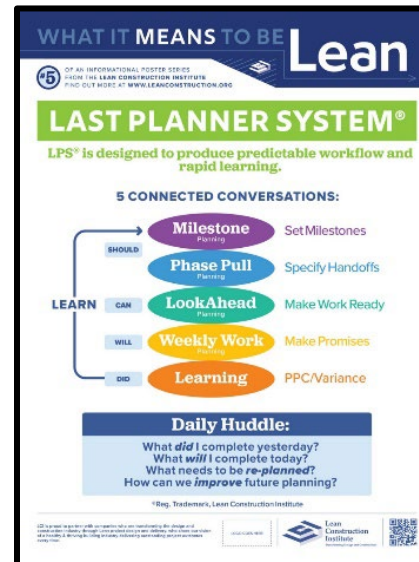 WHAT IT MEANS TO BE Lean
#5
OF AN INFORMATIONAL POSTER SERIES
FROM THE LEAN CONSTRUCTION INSTITUTE
FIND OUT MORE AT WWW.LEANCONSTRUCTION.ORG
LAST PLANNER SYSTEM®
LPS® is designed to produce predictable workflow and
rapid learning.
5 CONNECTED CONVERSATIONS:
Milestone
Planning
Set Milestones
SHOULD
Phase Pull
Planning
Specify Handoffs
LEARN
CAN
LookAhead
Planning
Make Work Ready
WILL
Weekly Work
Planning
Make Promises
DID
Learning
PPC/Variance
Daily Huddle:
What did I complete yesterday?
What will I complete today?
What needs to be re-planned?
How can we improve future planning?
*Reg. Trademark, Lean Construction Institute
Lean
Construction
Institute